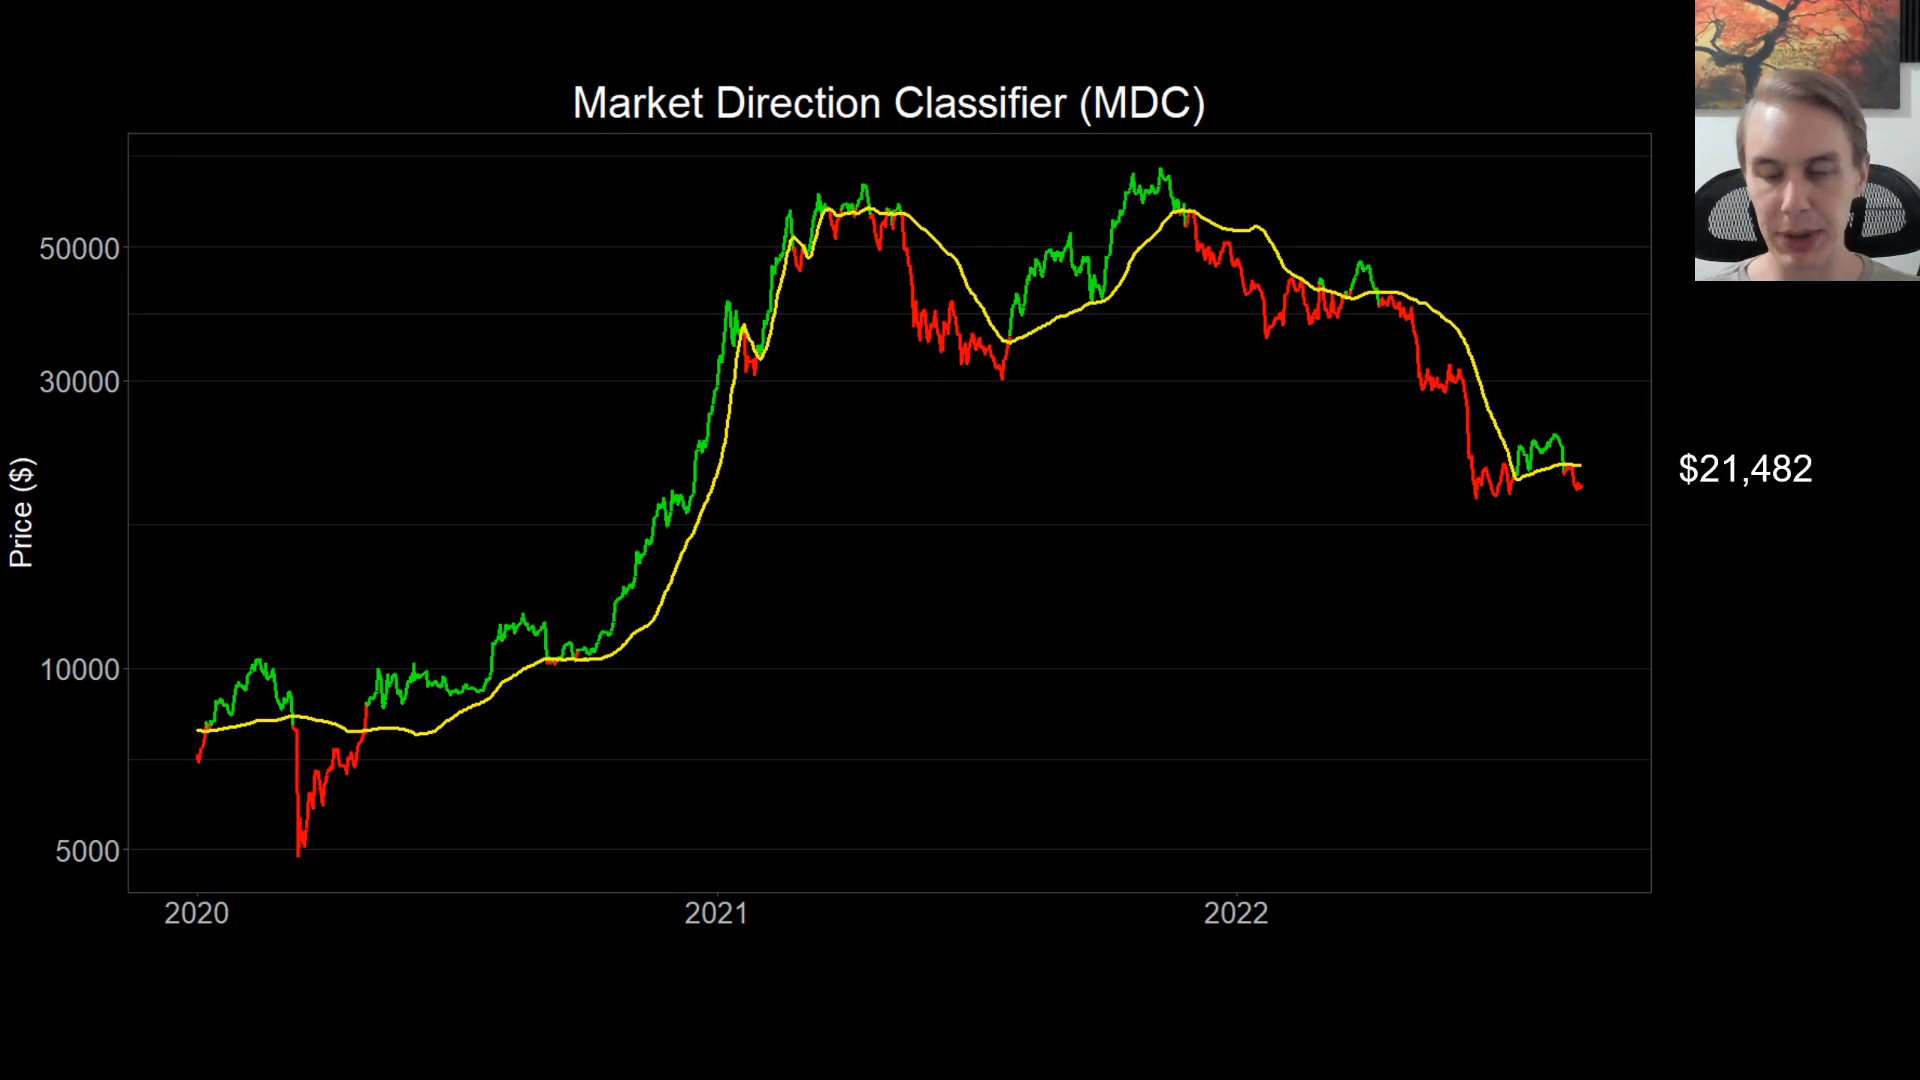 Market Direction Classifier (MDC)
50000
30000
$21,482
Price ($)
10000
5000
2020 2021 2022